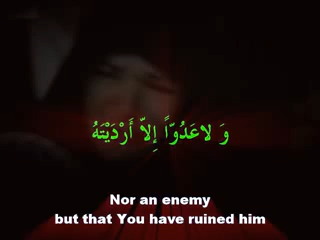 وَ لاعَدُوّاً إِلاّ أَرْدَيْتَهُ
Nor an enemy
but that You have ruined him